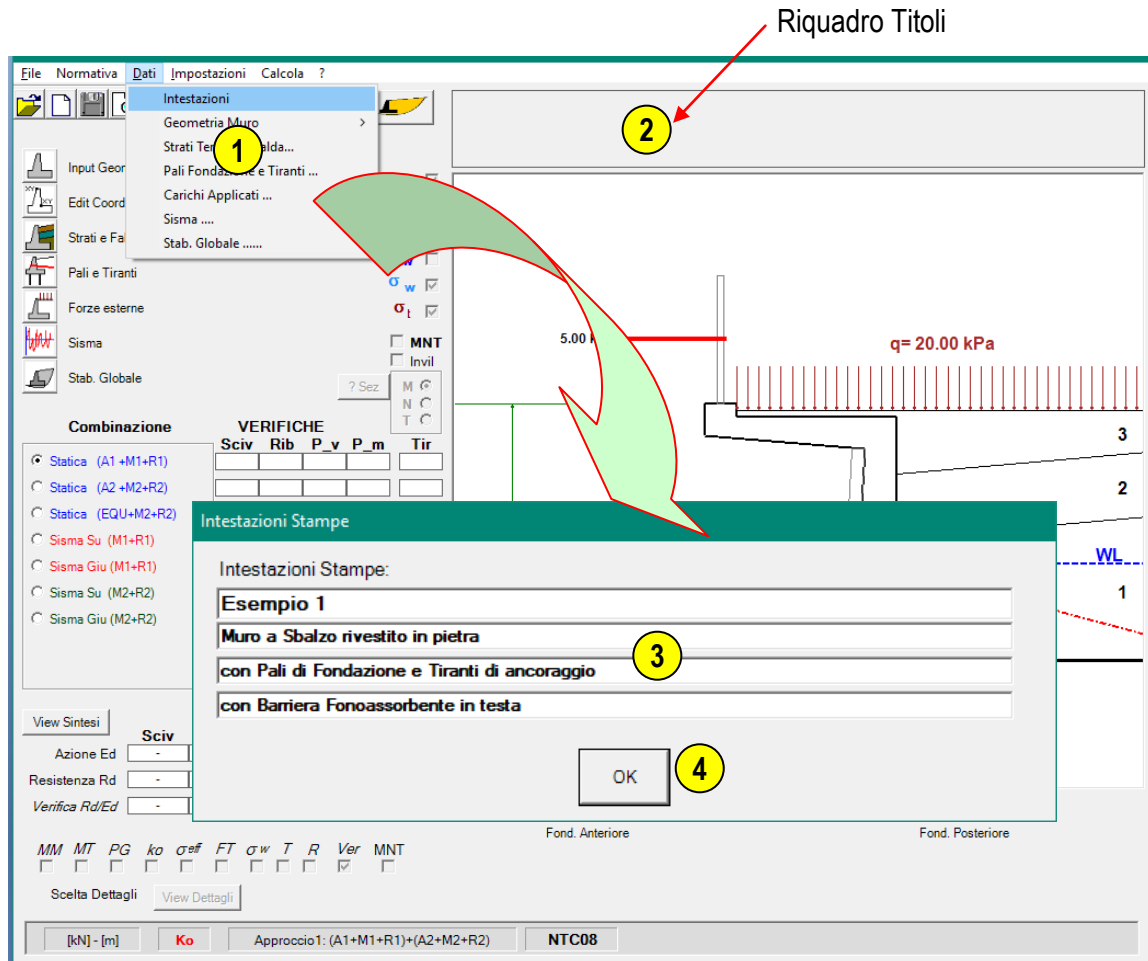 Riquadro Titoli
File Normativa Dati Impostazioni Calcola ?
Intestazioni
Geometria Muro >
Strati
Pali Fondazione e Tiranti ...
Carichi Applicati ...
Sisma ....
Stab. Globale ......
1
2
Input
Edit
Strati e
Pali e Tiranti
Forze esterne
Sisma
Stab. Globale
σ w
σ t
MNT
Invil
? Sez
M
N
T
5.00
q= 20.00 kPa
3
2
WL
1
Combinazione VERIFICHE
Sciv Rib P_v P_m Tir
Statica (A1 +M1+R1)
Statica (A2 +M2+R2)
Statica (EQU+M2+R2)
Sisma Su (M1+R1)
Sisma Giu (M1+R1)
Sisma Su (M2+R2)
Sisma Giu (M2+R2)
Intestazioni Stampe
Intestazioni Stampe:
Esempio 1
Muro a Sbalzo rivestito in pietra
con Pali di Fondazione e Tiranti di ancoraggio
con Barriera Fonoassorbente in testa
3
OK
4
View Sintesi
Sciv
Azione Ed -
Resistenza Rd -
Verifica Rd/Ed -
Fond. Anteriore Fond. Posteriore
MM MT PG ko σeff FT σw T R Ver MNT
Scelta Dettagli View Dettagli
[kN] - [m] Ko Approccio1: (A1+M1+R1)+(A2+M2+R2) NTC08